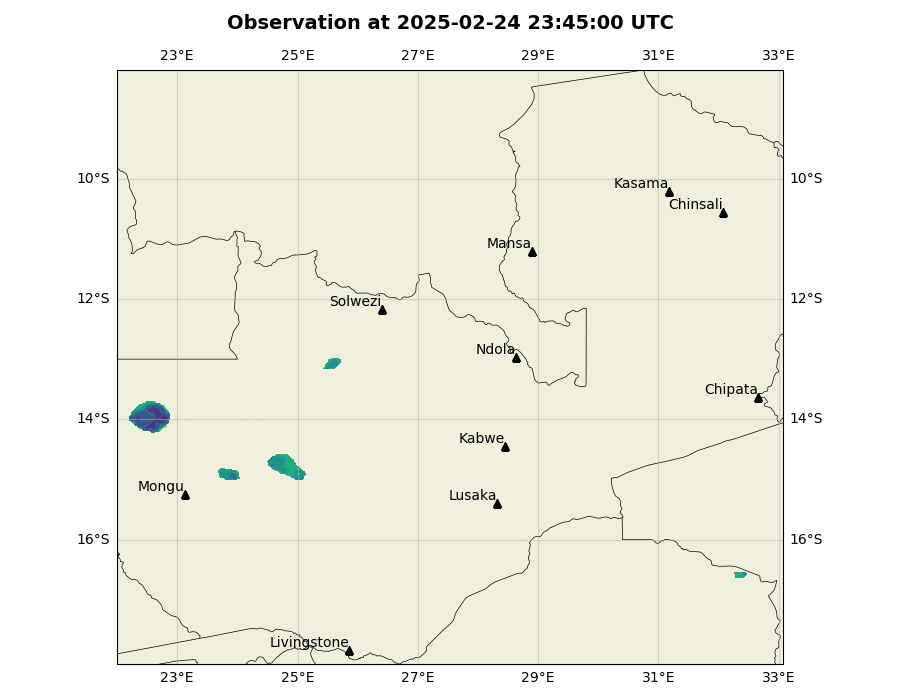 Observation at 2025-02-24 23:45:00 UTC
23°E 25°E 27°E 29°E 31°E 33°E
10°S 10°S
Kasama
Chinsali
Mansa
12°S 12°S
Solwezi
Ndola
Chipata
14°S 14°S
Kabwe
Mongu
Lusaka
16°S 16°S
Livingstone
23°E 25°E 27°E 29°E 31°E 33°E